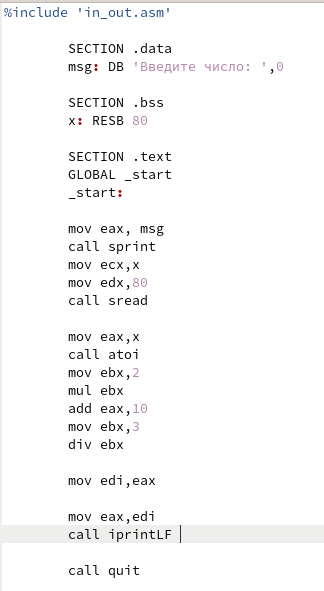 %include 'in_out.asm'
SECTION .data
msg: DB 'Введите число: ',0
SECTION .bss
x: RESB 80
SECTION .text
GLOBAL _start
_start:
mov eax, msg
call sprint
mov ecx,x
mov edx,80
call sread
mov eax,x
call atoi
mov ebx,2
mul ebx
add eax,10
mov ebx,3
div ebx
mov edi,eax
mov eax,edi
call iprintLF
call quit